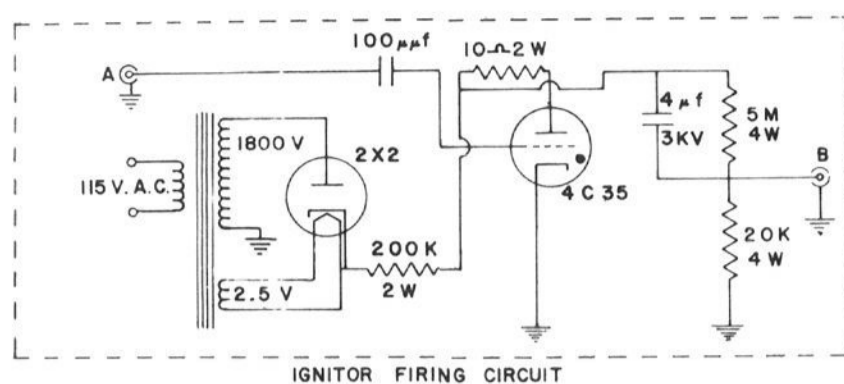 100 μμf
10Ω 2W
A
4 μf
3KV
5M
4W
1800 V
2X2
B
115 V. A.C.
4C35
200K
2W
20K
4W
2.5 V
IGNITOR FIRING CIRCUIT